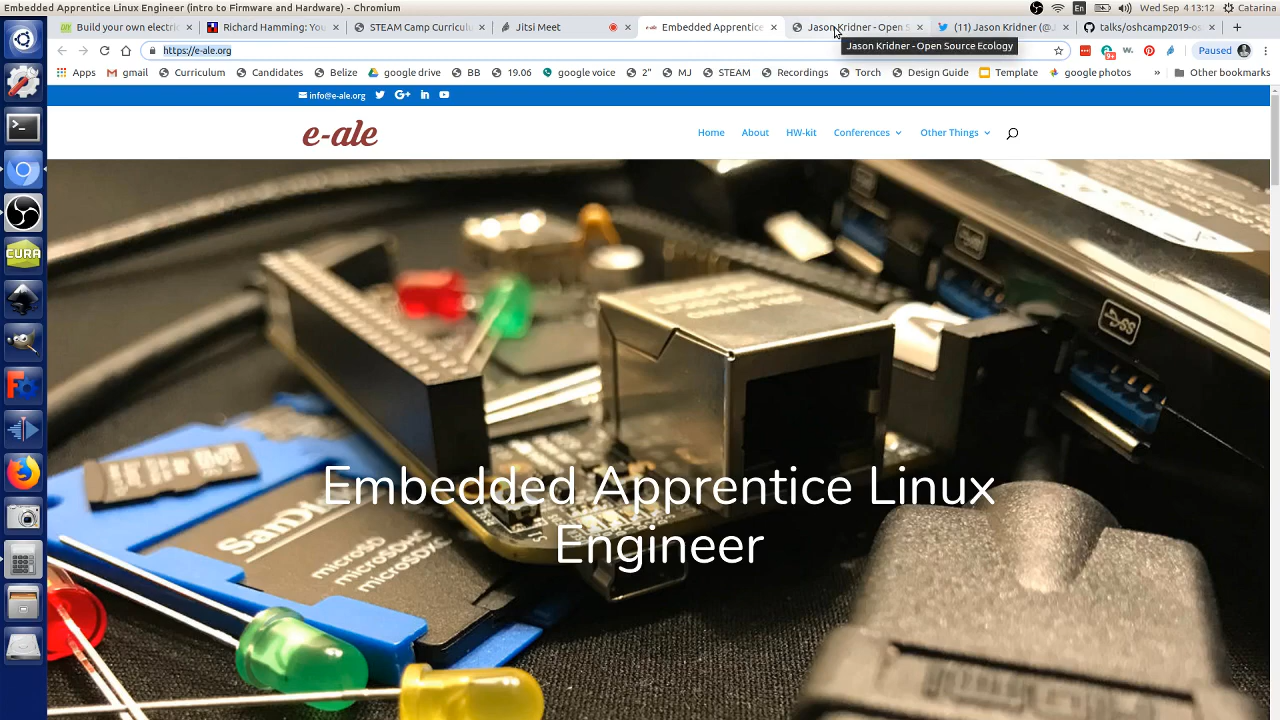 Embedded Apprentice Linux Engineer (intro to Firmware and Hardware) - Chromium
En
Wed Sep 4 13:12
Catarina
Build your own electri
Richard Hamming: You
STEAM Camp Curricul
Jitsi Meet
Embedded Apprentice
Jason Kridner - Open S
(11) Jason Kridner (@J
talks/oshcamp2019-os
Jason Kridner - Open Source Ecology
https://e-ale.org
9+
Paused
Apps
gmail
Curriculum
Candidates
Belize
google drive
BB
19.06
google voice
2"
MJ
STEAM
Recordings
Torch
Design Guide
Template
google photos
»
Other bookmarks
info@e-ale.org
e-ale
Home
About
HW-kit
Conferences
Other Things
CURA
Embedded Apprentice Linux
Engineer
SanDis
microSD
microSDHC
microSDXC